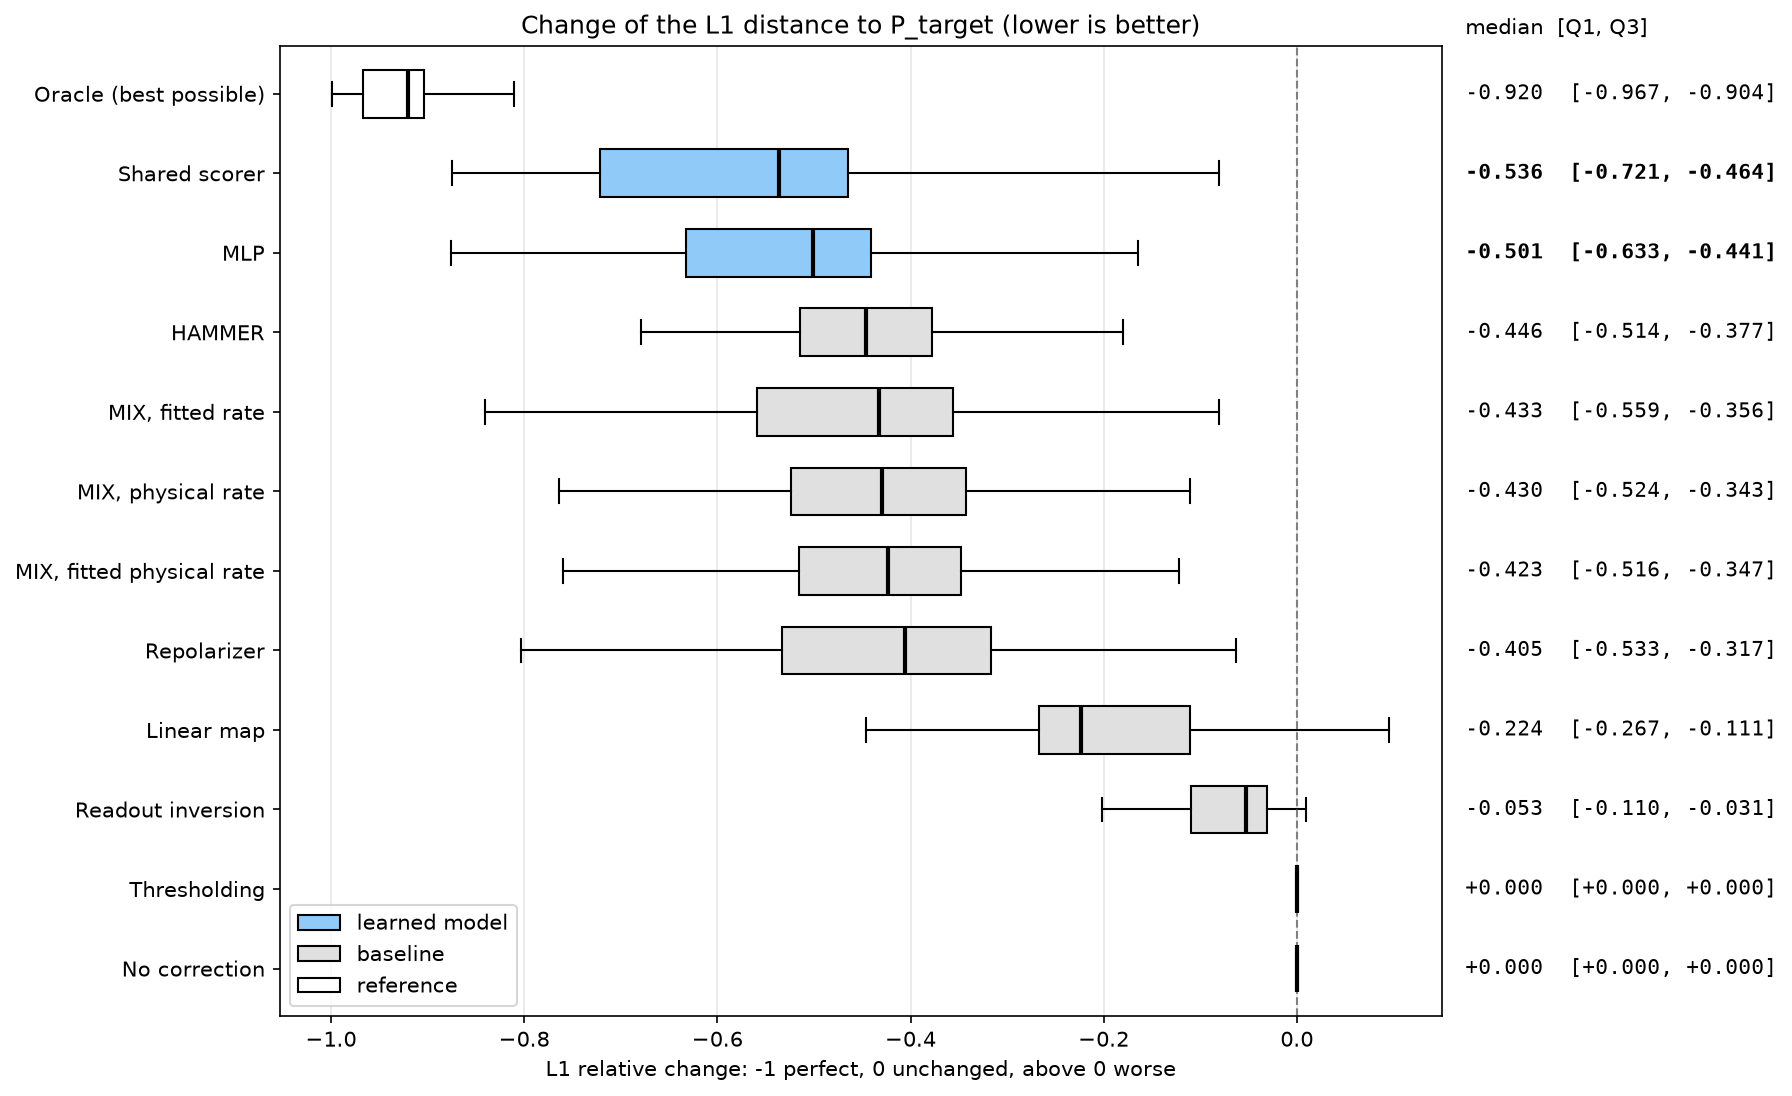 Change of the L1 distance to P_target (lower is better)
median [Q1, Q3]
Oracle (best possible)
-0.920 [-0.967, -0.904]
Shared scorer
-0.536 [-0.721, -0.464]
MLP
-0.501 [-0.633, -0.441]
HAMMER
-0.446 [-0.514, -0.377]
MIX, fitted rate
-0.433 [-0.559, -0.356]
MIX, physical rate
-0.430 [-0.524, -0.343]
MIX, fitted physical rate
-0.423 [-0.516, -0.347]
Repolarizer
-0.405 [-0.533, -0.317]
Linear map
-0.224 [-0.267, -0.111]
Readout inversion
-0.053 [-0.110, -0.031]
Thresholding
+0.000 [+0.000, +0.000]
No correction
+0.000 [+0.000, +0.000]
learned model
baseline
reference
−1.0 −0.8 −0.6 −0.4 −0.2 0.0
L1 relative change: -1 perfect, 0 unchanged, above 0 worse